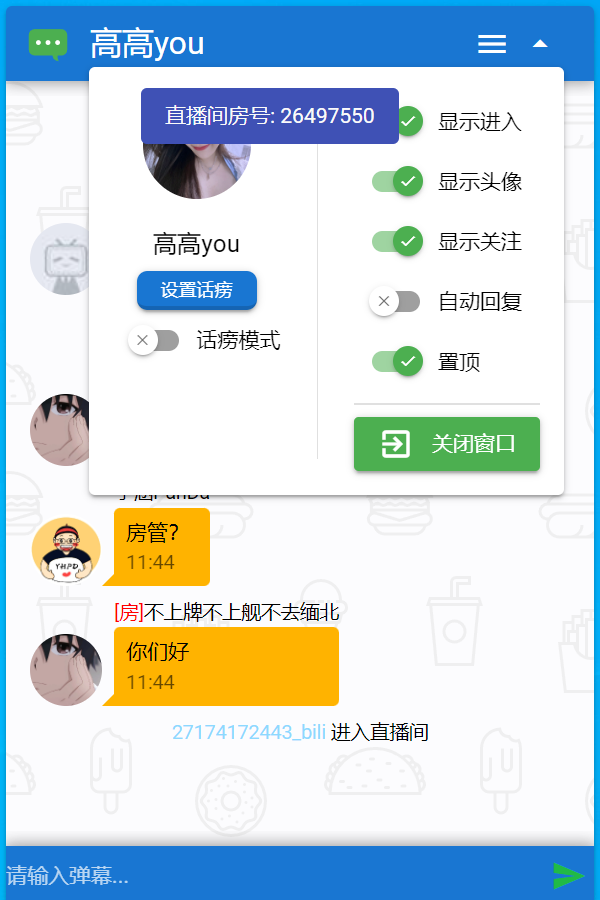 高高you
直播间房号: 26497550
显示进入
显示头像
高高you
显示关注
设置话痨
自动回复
话痨模式
置顶
关闭窗口
房管?
11:44
YHPD
[房]不上牌不上舰不去缅北
你们好
11:44
27174172443_bili 进入直播间
请输入弹幕...